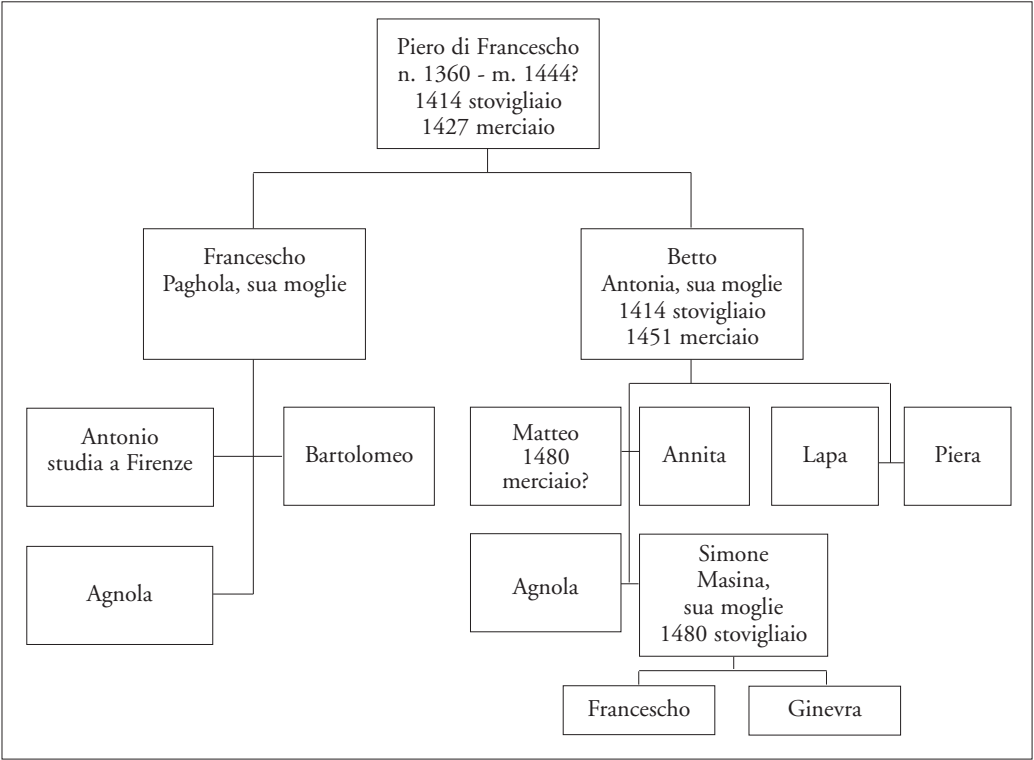 Piero di Francescho
n. 1360 - m. 1444?
1414 stovigliaio
1427 merciaio
Francescho
Paghola, sua moglie
Betto
Antonia, sua moglie
1414 stovigliaio
1451 merciaio
Antonio
studia a Firenze
Bartolomeo
Matteo
1480
merciaio?
Annita
Lapa
Piera
Agnola
Agnola
Simone
Masina,
sua moglie
1480 stovigliaio
Francescho
Ginevra